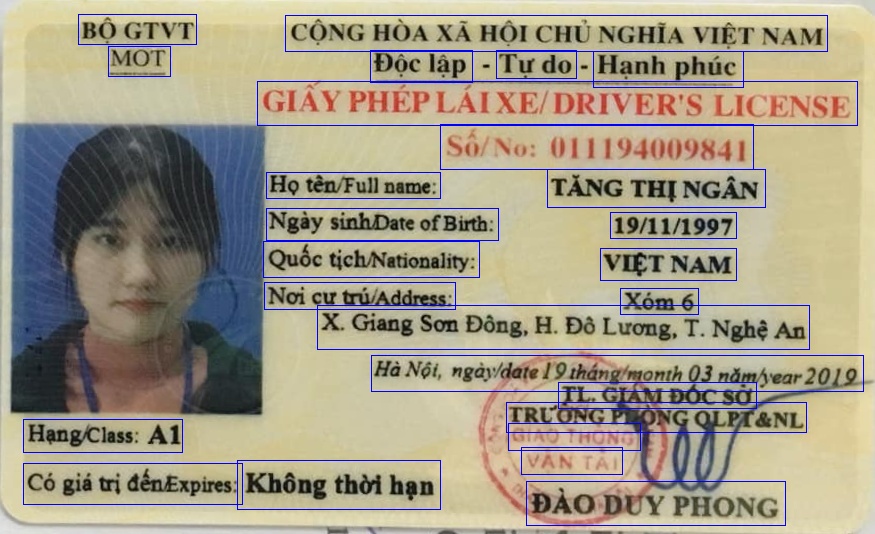 BỘ GTVT
MOT
CỘNG HÒA XÃ HỘI CHỦ NGHĨA VIỆT NAM
Độc lập - Tự do - Hạnh phúc
GIẤY PHÉP LÁI XE/ DRIVER'S LICENSE
Số/No: 011194009841
Họ tên/Full name: TĂNG THỊ NGÂN
Ngày sinh/Date of Birth: 19/11/1997
Quốc tịch/Nationality: VIỆT NAM
Nơi cư trú/Address: Xóm 6
X. Giang Sơn Đông, H. Đô Lương, T. Nghệ An
Hà Nội, ngày/date 19 tháng/month 03 năm/year 2019
TL. GIÁM ĐỐC SỞ
TRƯỞNG PHÒNG QLPT&NL
GIAO THÔNG
VẬN TẢI
Hạng/Class: A1
Có giá trị đến/Expires: Không thời hạn
ĐÀO DUY PHONG